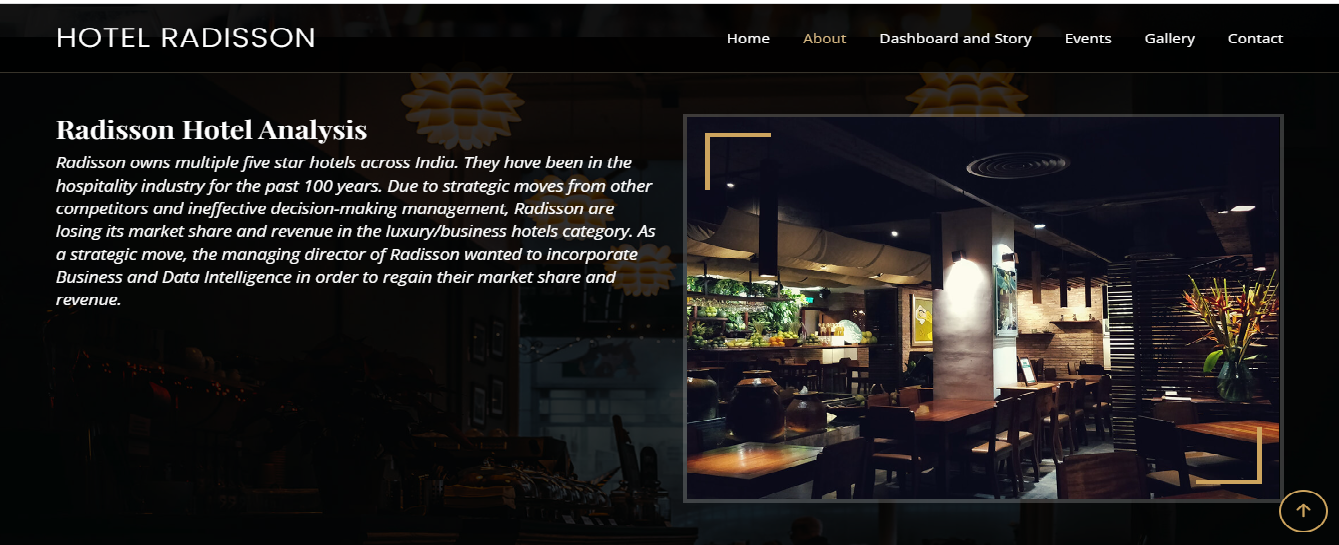 HOTEL RADISSON
Home About Dashboard and Story Events Gallery Contact
Radisson Hotel Analysis
Radisson owns multiple five star hotels across India. They have been in the
hospitality industry for the past 100 years. Due to strategic moves from other
competitors and ineffective decision-making management, Radisson are
losing its market share and revenue in the luxury/business hotels category. As
a strategic move, the managing director of Radisson wanted to incorporate
Business and Data Intelligence in order to regain their market share and
revenue.